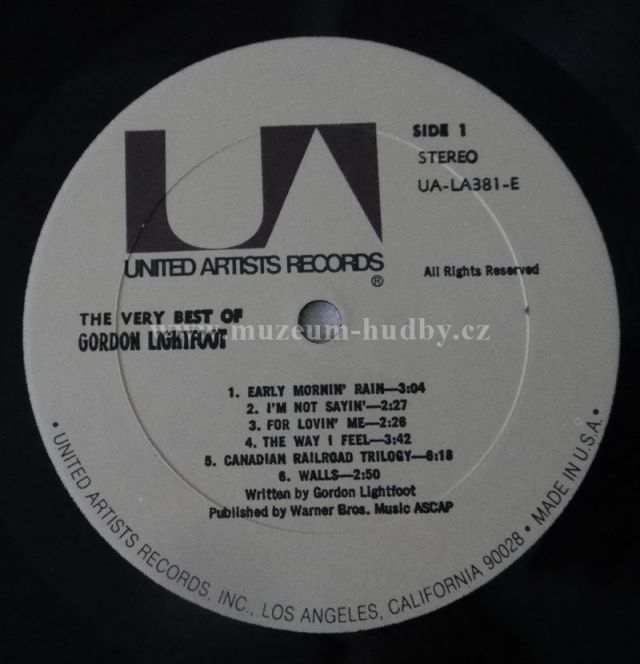 UA
SIDE 1
STEREO
UA-LA381-E
UNITED ARTISTS RECORDS
®
All Rights Reserved
THE VERY BEST OF
GORDON LIGHTFOOT
www.muzeum-hudby.cz
1. EARLY MORNIN' RAIN—3:04
2. I'M NOT SAYIN'—2:27
3. FOR LOVIN' ME—2:26
4. THE WAY I FEEL—3:42
5. CANADIAN RAILROAD TRILOGY—6:18
6. WALLS—2:50
Written by Gordon Lightfoot
Published by Warner Bros. Music ASCAP
• UNITED ARTISTS RECORDS, INC., LOS ANGELES, CALIFORNIA 90028 • MADE IN U.S.A. •